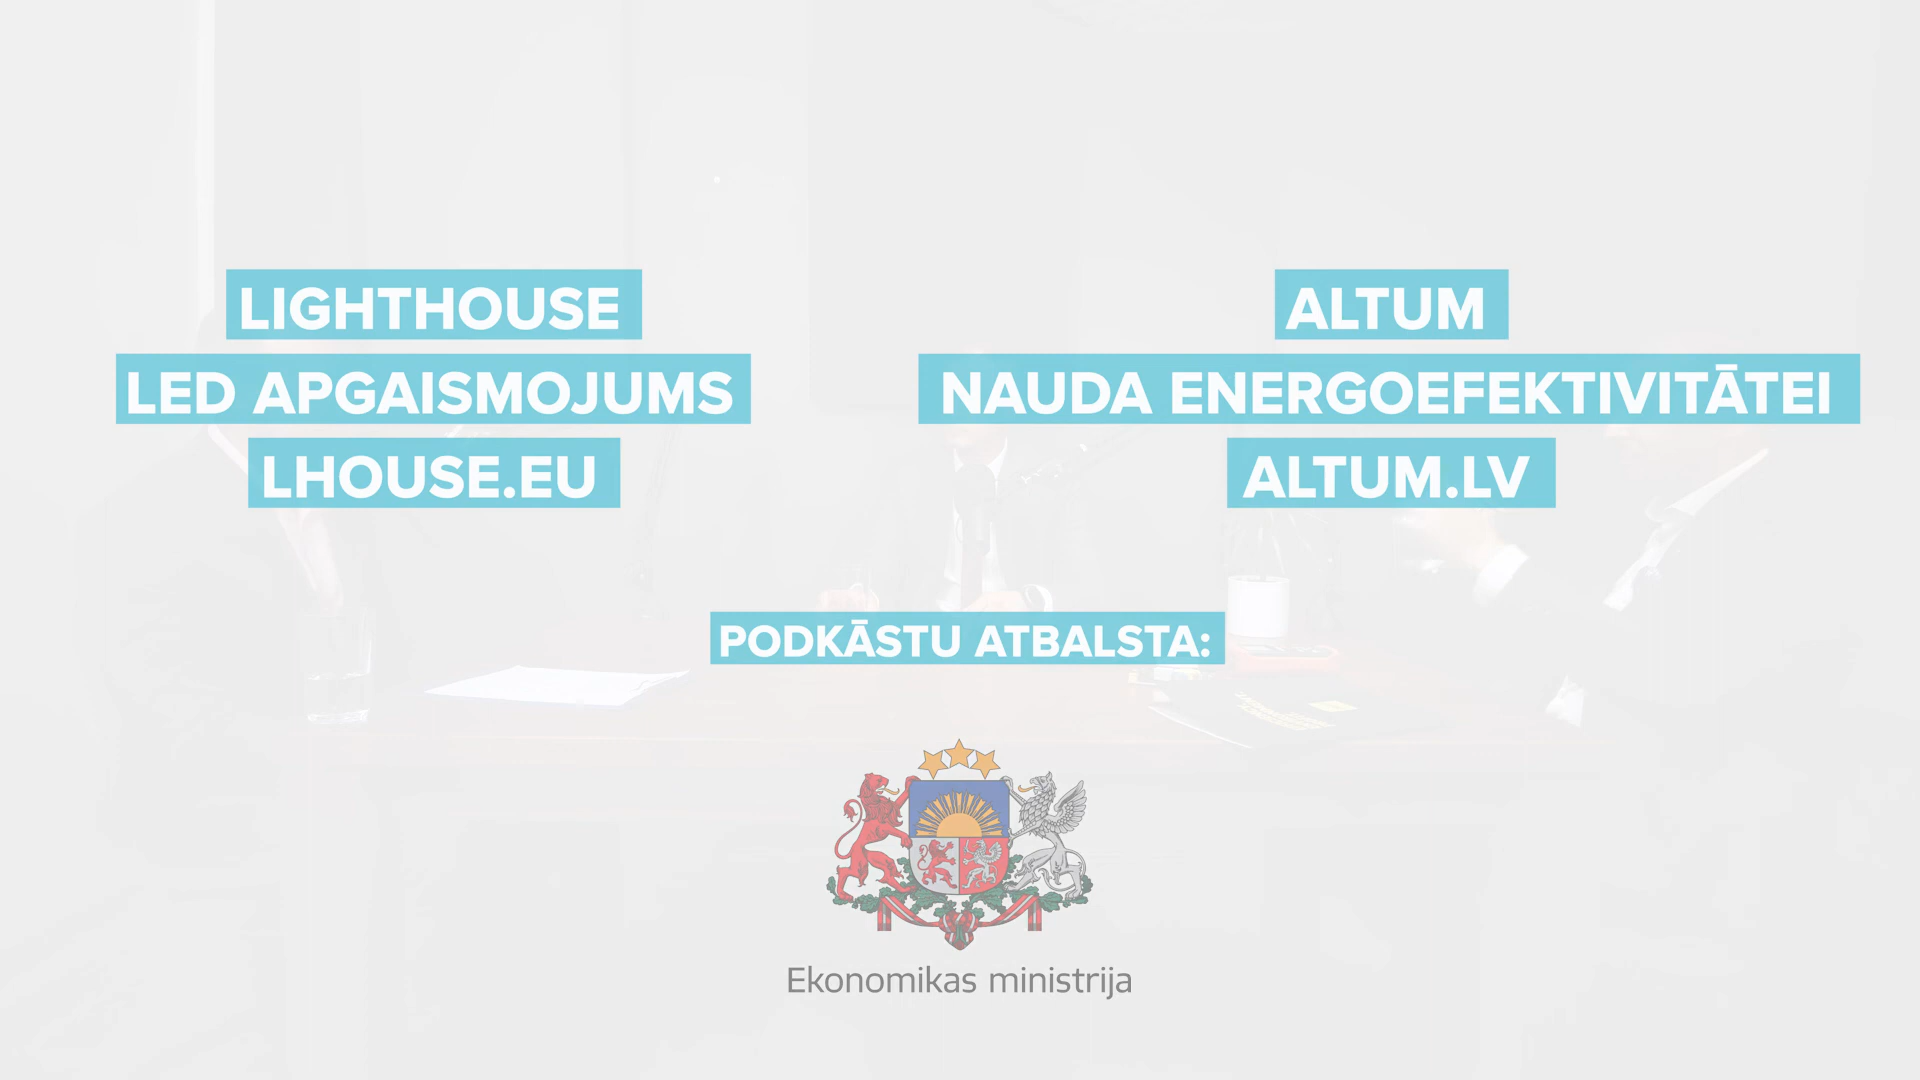 LIGHTHOUSE
LED APGAISMOJUMS
LHOUSE.EU
ALTUM
NAUDA ENERGOEFEKTIVITĀTEI
ALTUM.LV
PODKĀSTU ATBALSTA:
Ekonomikas ministrija